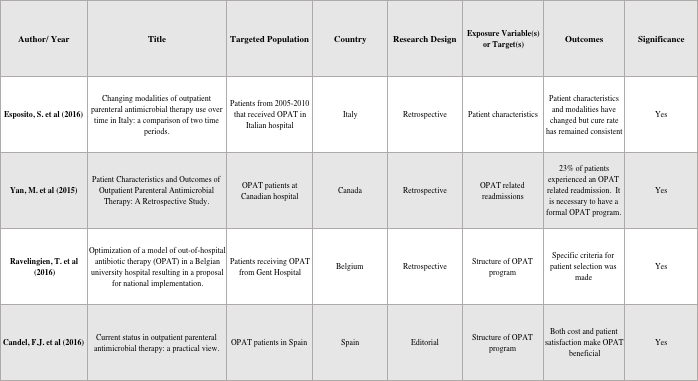 Author/ Year
Title
Targeted Population
Country
Research Design
Exposure Variable(s)
or Target(s)
Outcomes
Significance
Esposito, S. et al (2016)
Changing modalities of outpatient
parenteral antimicrobial therapy use over
time in Italy: a comparison of two time
periods.
Patients from 2005-2010
that received OPAT in
Italian hospital
Italy
Retrospective
Patient characteristics
Patient characteristics
and modalities have
changed but cure rate
has remained consistent
Yes
Yan, M. et al (2015)
Patient Characteristics and Outcomes of
Outpatient Parenteral Antimicrobial
Therapy: A Retrospective Study.
OPAT patients at
Canadian hospital
Canada
Retrospective
OPAT related
readmissions
23% of patients
experienced an OPAT
related readmission. It
is necessary to have a
formal OPAT program.
Yes
Ravelingien, T. et al
(2016)
Optimization of a model of out-of-hospital
antibiotic therapy (OPAT) in a Belgian
university hospital resulting in a proposal
for national implementation.
Patients receiving OPAT
from Gent Hospital
Belgium
Retrospective
Structure of OPAT
program
Specific criteria for
patient selection was
made
Yes
Candel, F.J. et al (2016)
Current status in outpatient parenteral
antimicrobial therapy: a practical view.
OPAT patients in Spain
Spain
Editorial
Structure of OPAT
program
Both cost and patient
satisfaction make OPAT
beneficial
Yes